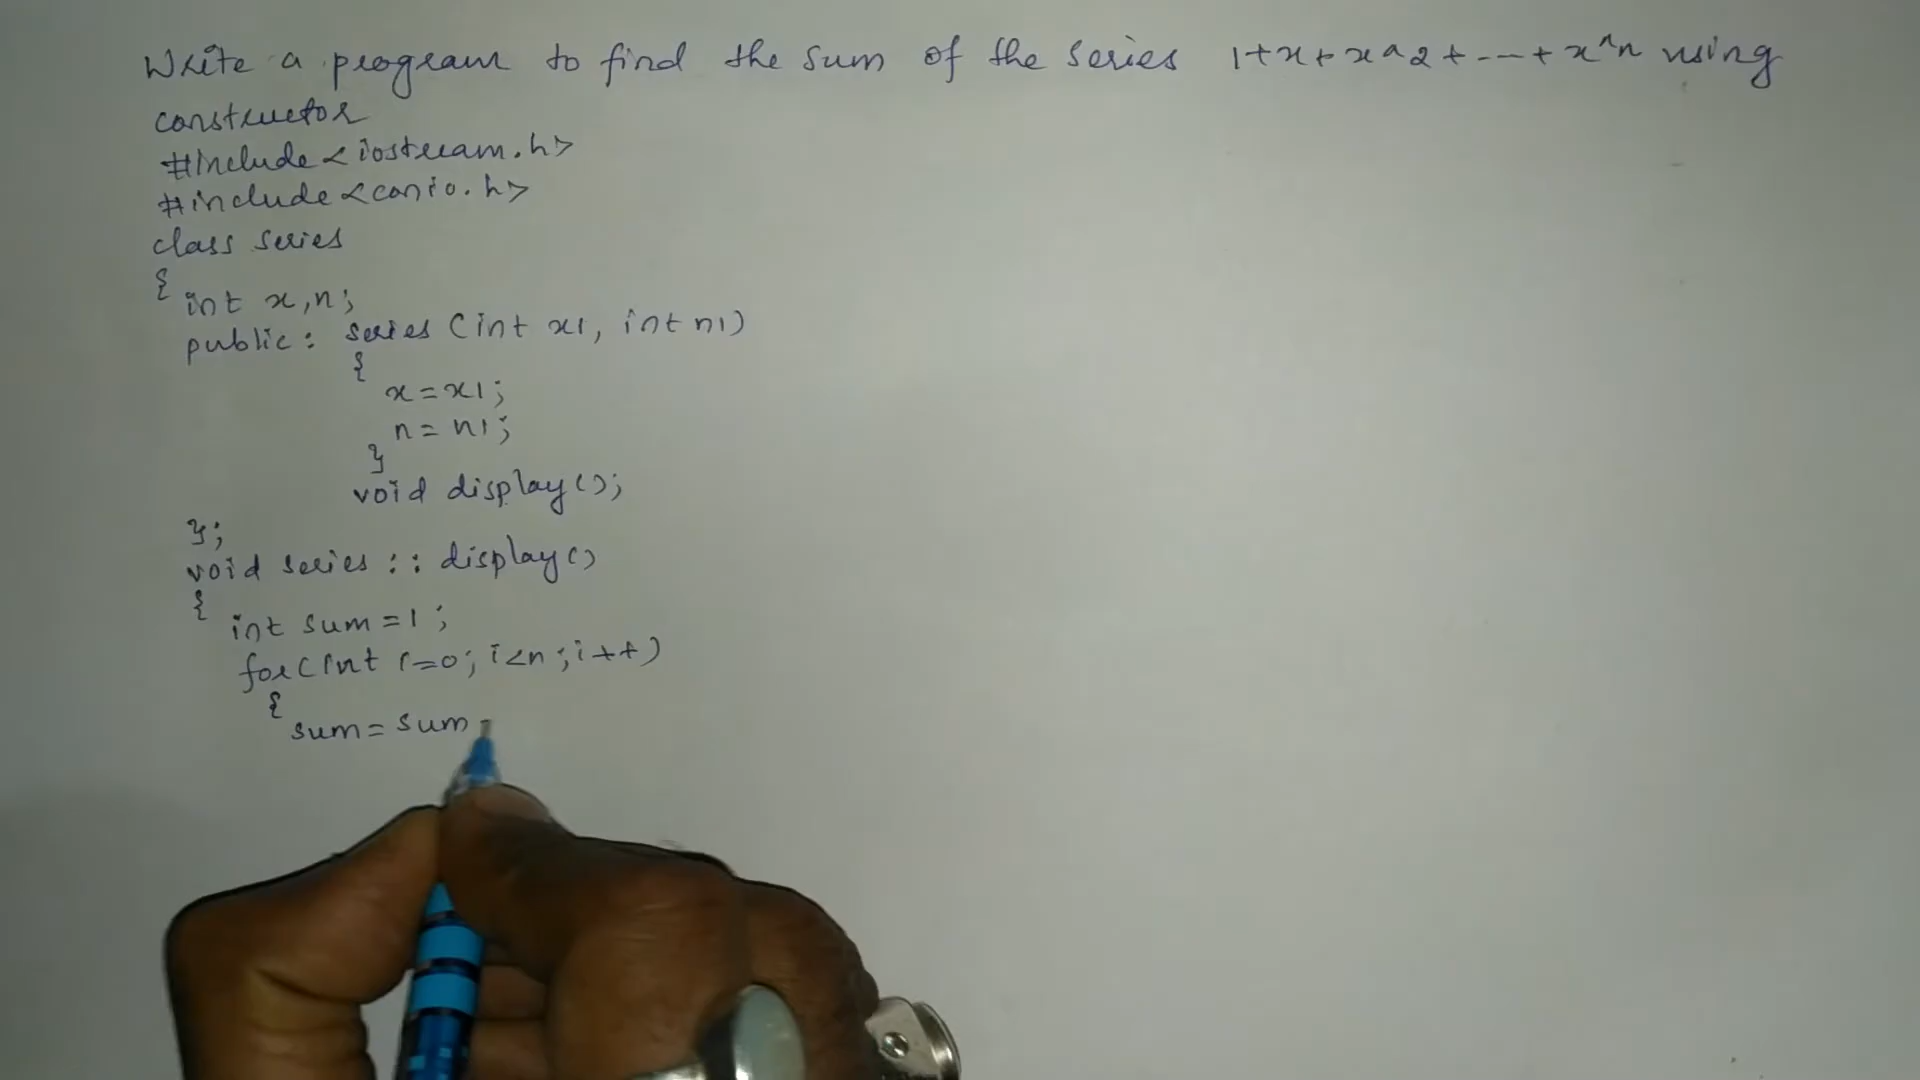 Write a program to find the sum of the series 1+x+x^2+---+x^n using
constructor
#include<iostream.h>
#include<conio.h>
class series
{
int x,n;
public: series (int x1, int n1)
{
x=x1;
n=n1;
}
void display();
};
void series :: display()
{
int sum=1;
for(int i=0; i<n ;i++)
{
sum=sum